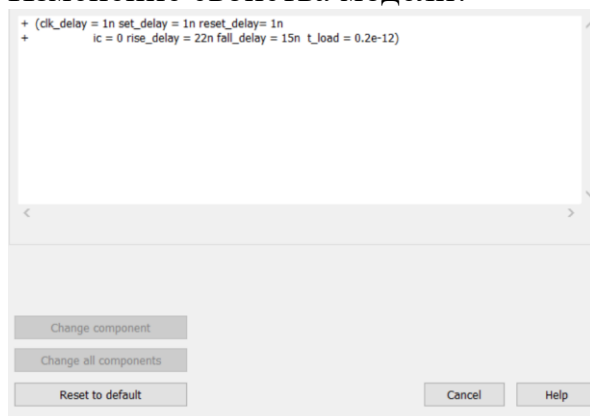 + (clk_delay = 1n set_delay = 1n reset_delay= 1n
+ ic = 0 rise_delay = 22n fall_delay = 15n t_load = 0.2e-12)
Change component
Change all components
Reset to default
Cancel
Help